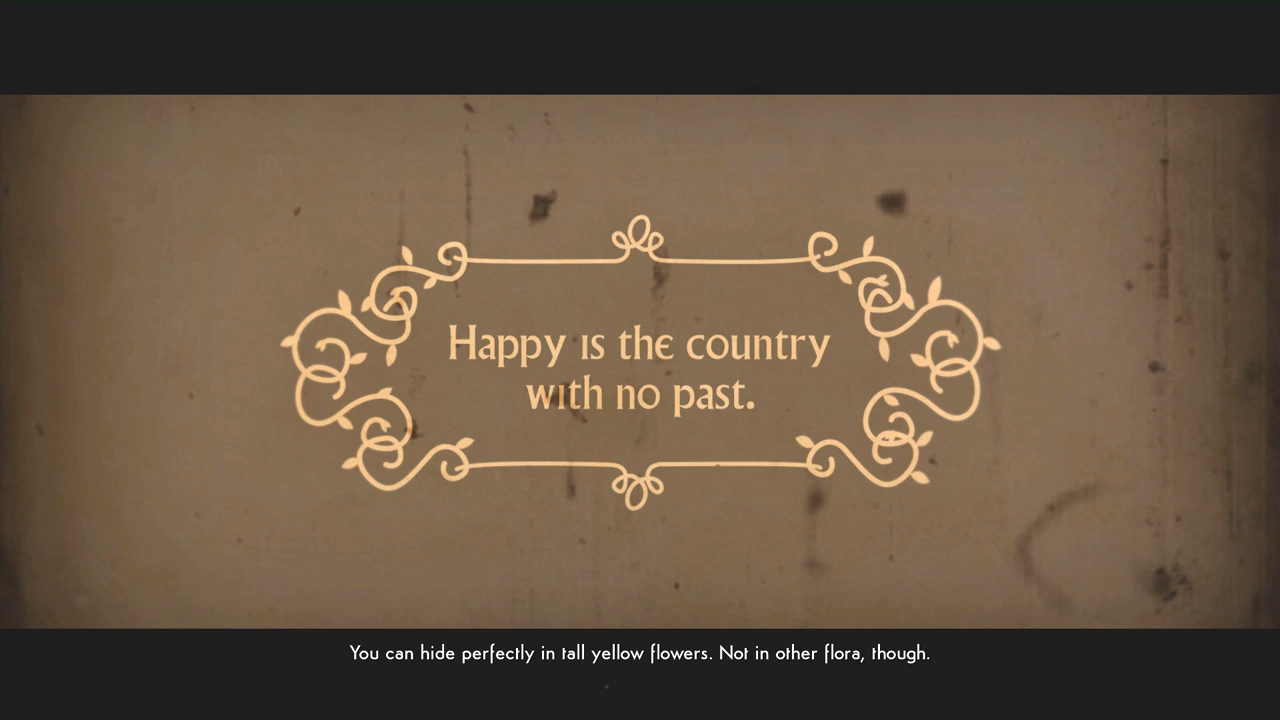 Happy is the country
with no past.
You can hide perfectly in tall yellow flowers. Not in other flora, though.